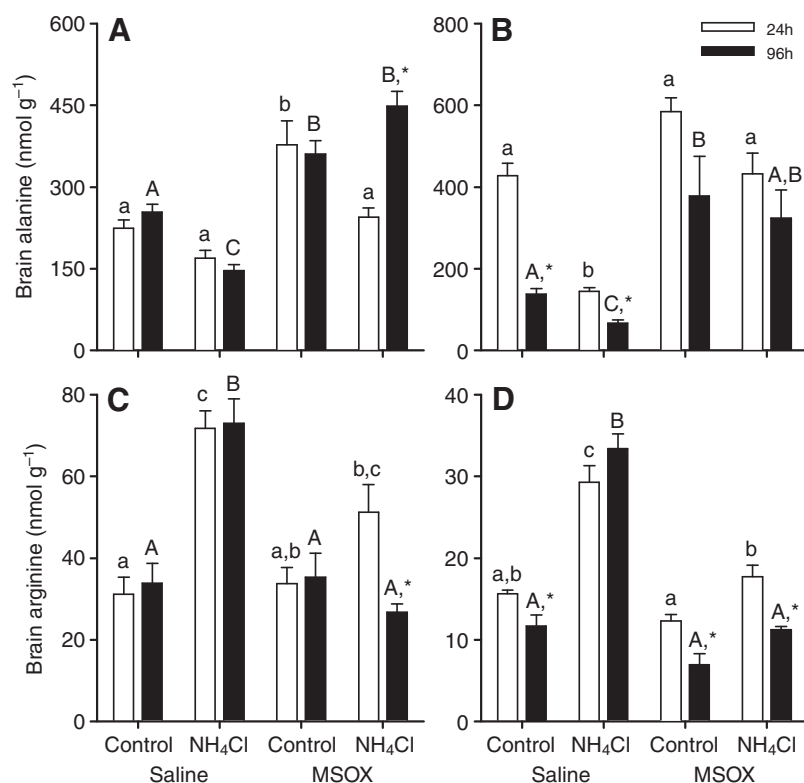 A
B
600
450
300
150
0
Brain alanine (nmol g⁻¹)
a
A
a
C
b
B
a
B,*
800
600
400
200
0
24h
96h
a
A,*
b
C,*
a
B
a
A,B
C
D
80
60
40
20
0
Brain arginine (nmol g⁻¹)
a
A
c
B
a,b
A
b,c
A,*
40
30
20
10
0
a,b
A,*
c
B
a
A,*
b
A,*
Control NH₄Cl Control NH₄Cl
Saline MSOX
Control NH₄Cl Control NH₄Cl
Saline MSOX